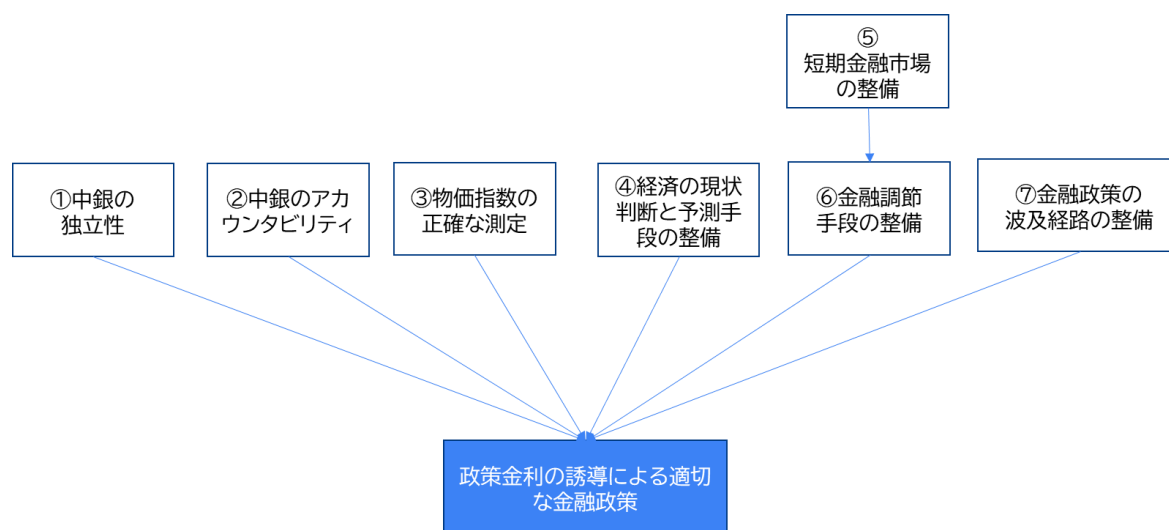 ⑤
短期金融市場
の整備
①中銀の
独立性
②中銀のアカ
ウンタビリティ
③物価指数の
正確な測定
④経済の現状
判断と予測手
段の整備
⑥金融調節
手段の整備
⑦金融政策の
波及経路の整備
政策金利の誘導による適切
な金融政策